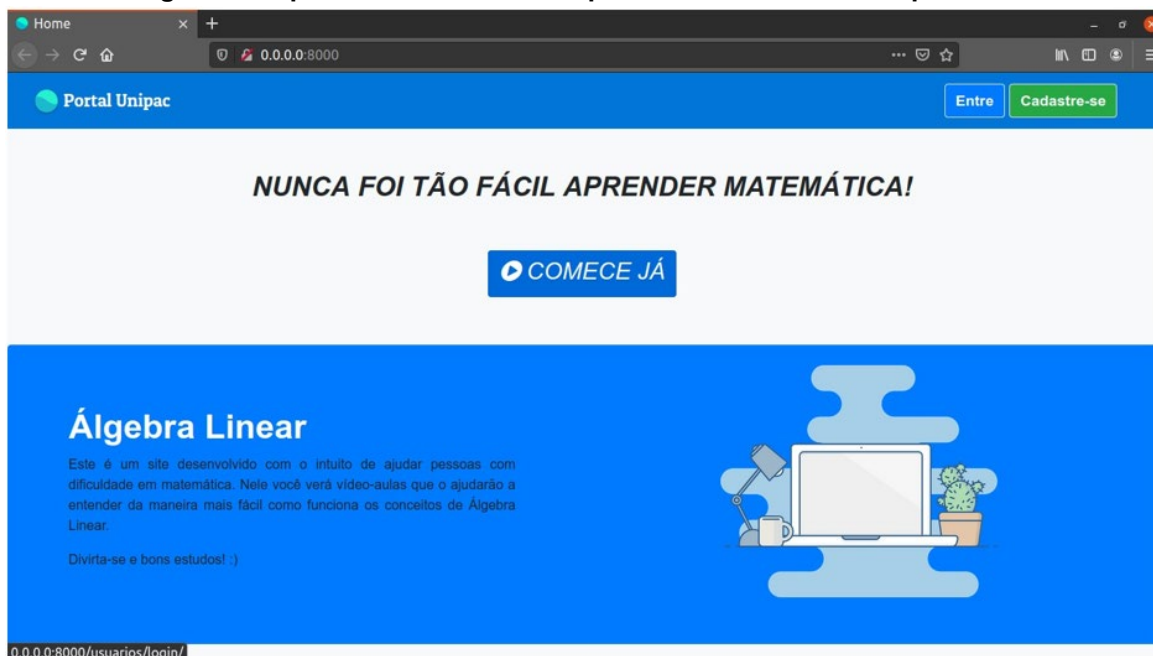 Home
0.0.0.0:8000
Portal Unipac
Entre
Cadastre-se
NUNCA FOI TÃO FÁCIL APRENDER MATEMÁTICA!
COMECE JÁ
Álgebra Linear
Este é um site desenvolvido com o intuito de ajudar pessoas com
dificuldade em matemática. Nele você verá vídeo-aulas que o ajudarão a
entender da maneira mais fácil como funciona os conceitos de Álgebra
Linear.
Divirta-se e bons estudos! :)
0.0.0.0:8000/usuarios/login/